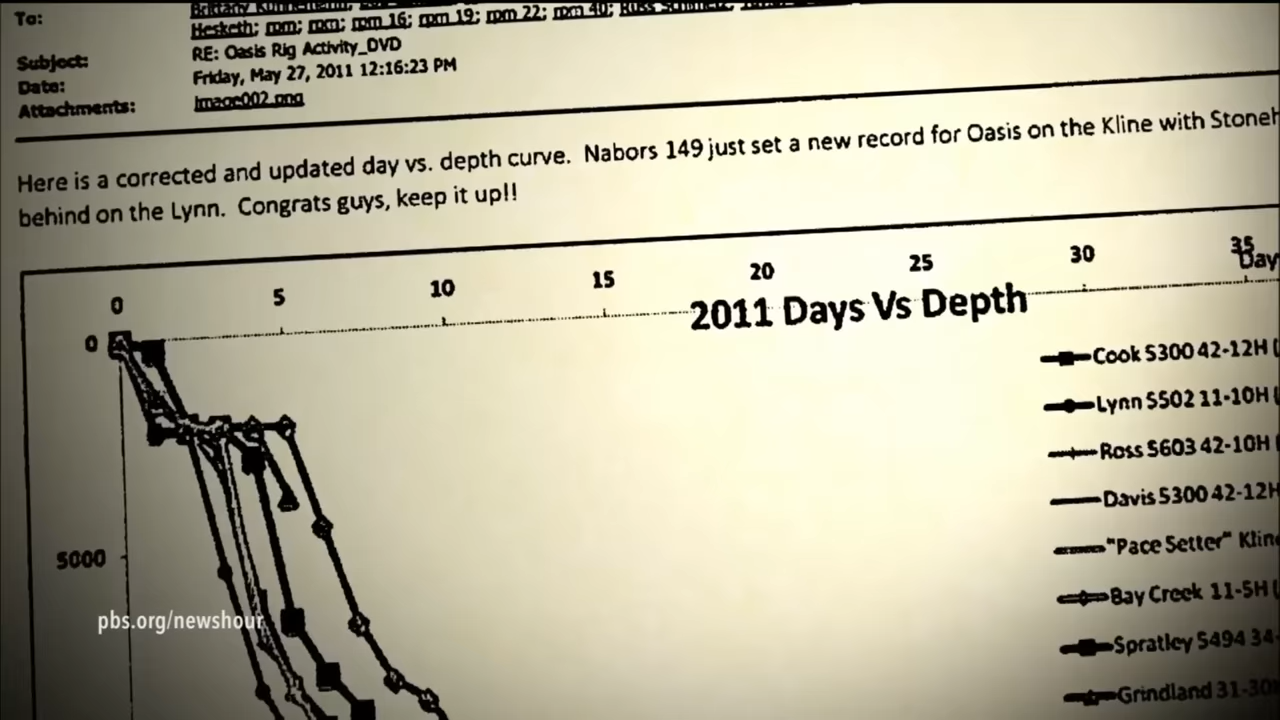 To:
Hesketh; rpm; rpm; rpm 16; rpm 19; rpm 22; rpm 40;
Subject: RE: Oasis Rig Activity_DVD
Date: Friday, May 27, 2011 12:16:23 PM
Attachments: Image002.png
Here is a corrected and updated day vs. depth curve. Nabors 149 just set a new record for Oasis on the Kline with Stoneh
behind on the Lynn. Congrats guys, keep it up!!
0 5 10 15 20 25 30 35
Day
2011 Days Vs Depth
0
Cook 5300 42-12H
Lynn 5502 11-10H
Ross 5603 42-10H
Davis 5300 42-12H
"Pace Setter" Kline
5000
Bay Creek 11-5H
pbs.org/newshour
Spratley 5494 34-
Grindland 31-30